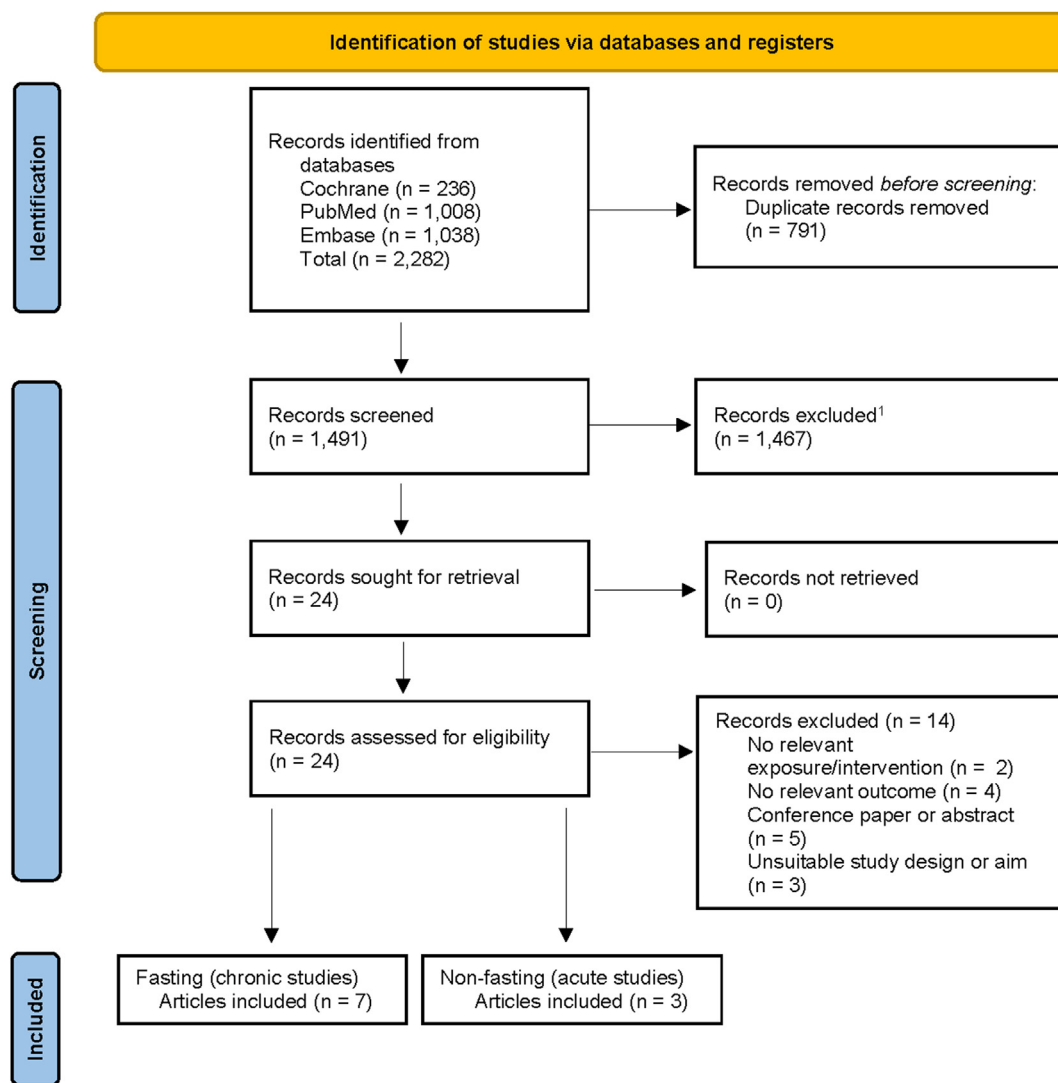 Identification of studies via databases and registers
Identification
Records identified from
databases
Cochrane (n = 236)
PubMed (n = 1,008)
Embase (n = 1,038)
Total (n = 2,282)
Records removed before screening:
Duplicate records removed
(n = 791)
Screening
Records screened
(n = 1,491)
Records excluded1
(n = 1,467)
Records sought for retrieval
(n = 24)
Records not retrieved
(n = 0)
Records assessed for eligibility
(n = 24)
Records excluded (n = 14)
No relevant
exposure/intervention (n =  2)
No relevant outcome (n = 4)
Conference paper or abstract
(n = 5)
Unsuitable study design or aim
(n = 3)
Included
Fasting (chronic studies)
Articles included (n = 7)
Non-fasting (acute studies)
Articles included (n = 3)